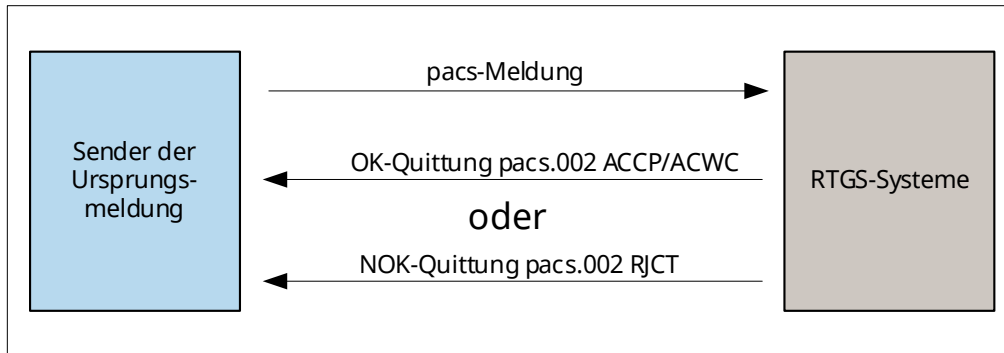 pacs-Meldung
Sender der
Ursprungs-
meldung
OK-Quittung pacs.002 ACCP/ACWC
RTGS-Systeme
oder
NOK-Quittung pacs.002 RJCT